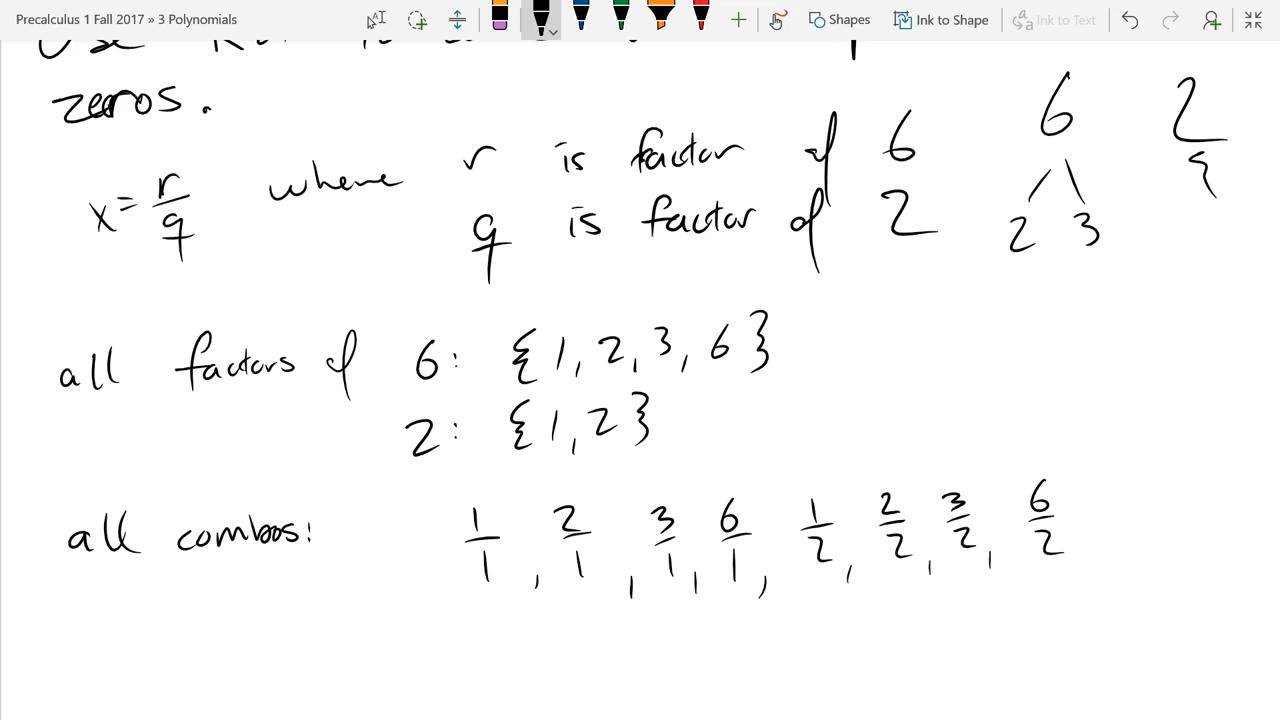 Precalculus 1 Fall 2017 » 3 Polynomials
Shapes
Ink to Shape
Ink to Text
Use
zeros.
x = r/q where r is factor of 6
q is factor of 2
6
2 3
2
all factors of 6: {1, 2, 3, 6}
2: {1, 2}
all combos: 1/1, 2/1, 3/1, 6/1, 1/2, 2/2, 3/2, 6/2